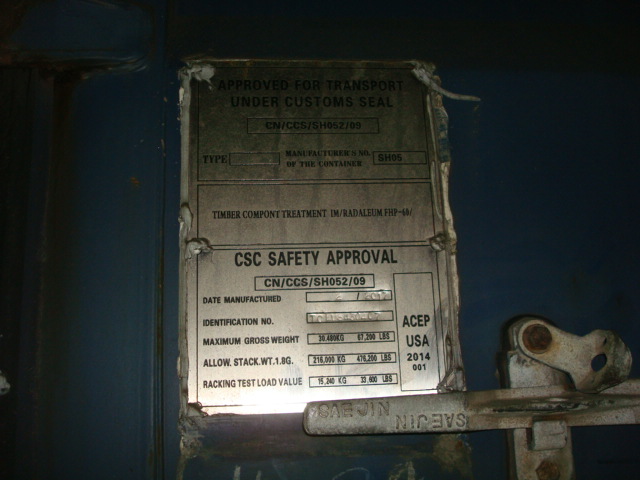 APPROVED FOR TRANSPORT
UNDER CUSTOMS SEAL
CN/CCS/SH052/09
TYPE
MANUFACTURER'S NO. SH05
OF THE CONTAINER
TIMBER COMPONT TREATMENT IM/RADALEUM FHP-60/
CSC SAFETY APPROVAL
CN/CCS/SH052/09
DATE MANUFACTURED
IDENTIFICATION NO.
MAXIMUM GROSS WEIGHT 30,480KG 67,200 LBS
ALLOW. STACK.WT.1.8G. 216,000 KG 476,200 LBS
RACKING TEST LOAD VALUE 15,240 KG 33,600 LBS
ACEP
USA
2014
001
SAE-JIN